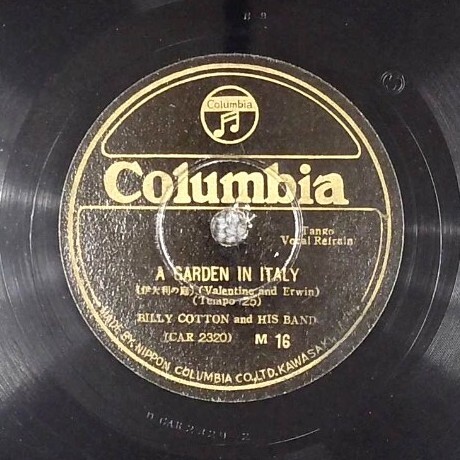 Columbia
Columbia
Tango
Vocal Refrain
A GARDEN IN ITALY
(伊太利の庭) (Valentine and Erwin)
(Tempo 25)
BILLY COTTON and HIS BAND
(CAR 2320) M 16
MADE BY NIPPON COLUMBIA CO., LTD. KAWASAKI